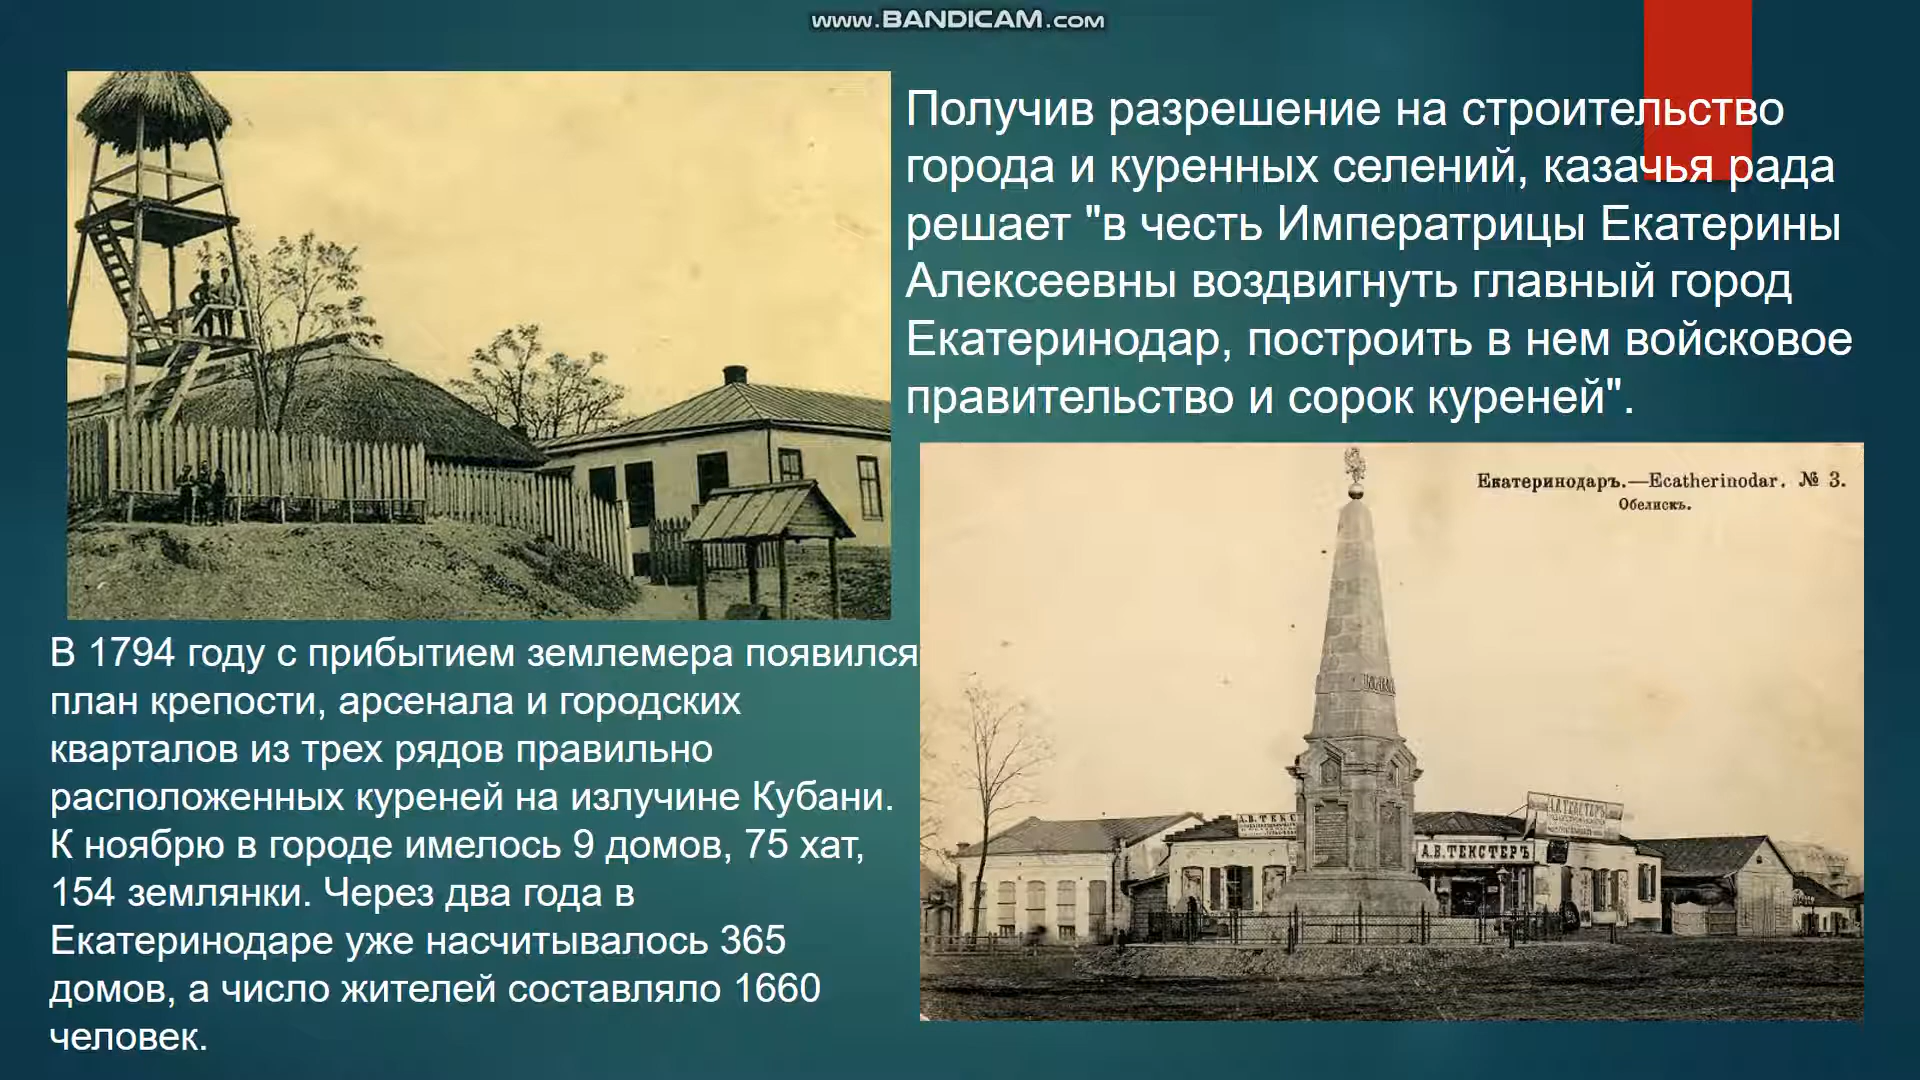 www.BANDICAM.com
Получив разрешение на строительство
города и куренных селений, казачья рада
решает "в честь Императрицы Екатерины
Алексеевны воздвигнуть главный город
Екатеринодар, построить в нем войсковое
правительство и сорок куреней".
Екатеринодаръ.—Ecatherinodar. № 3.
Обелискъ.
А.В.ТЕКС
А.В.ТЕКСТЕРЪ
А.В.ТЕКСТЕРЪ
В 1794 году с прибытием землемера появился
план крепости, арсенала и городских
кварталов из трех рядов правильно
расположенных куреней на излучине Кубани.
К ноябрю в городе имелось 9 домов, 75 хат,
154 землянки. Через два года в
Екатеринодаре уже насчитывалось 365
домов, а число жителей составляло 1660
человек.